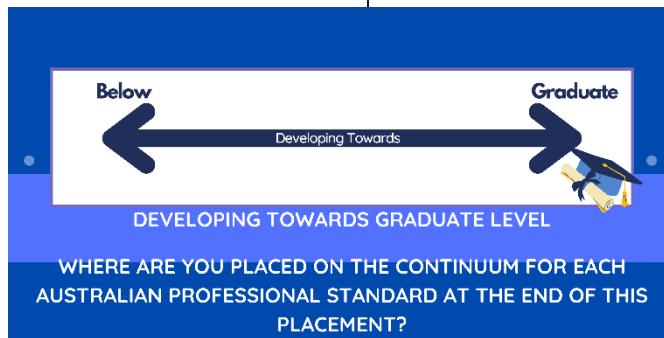 Below
Graduate
Developing Towards
DEVELOPING TOWARDS GRADUATE LEVEL
WHERE ARE YOU PLACED ON THE CONTINUUM FOR EACH
AUSTRALIAN PROFESSIONAL STANDARD AT THE END OF THIS
PLACEMENT?